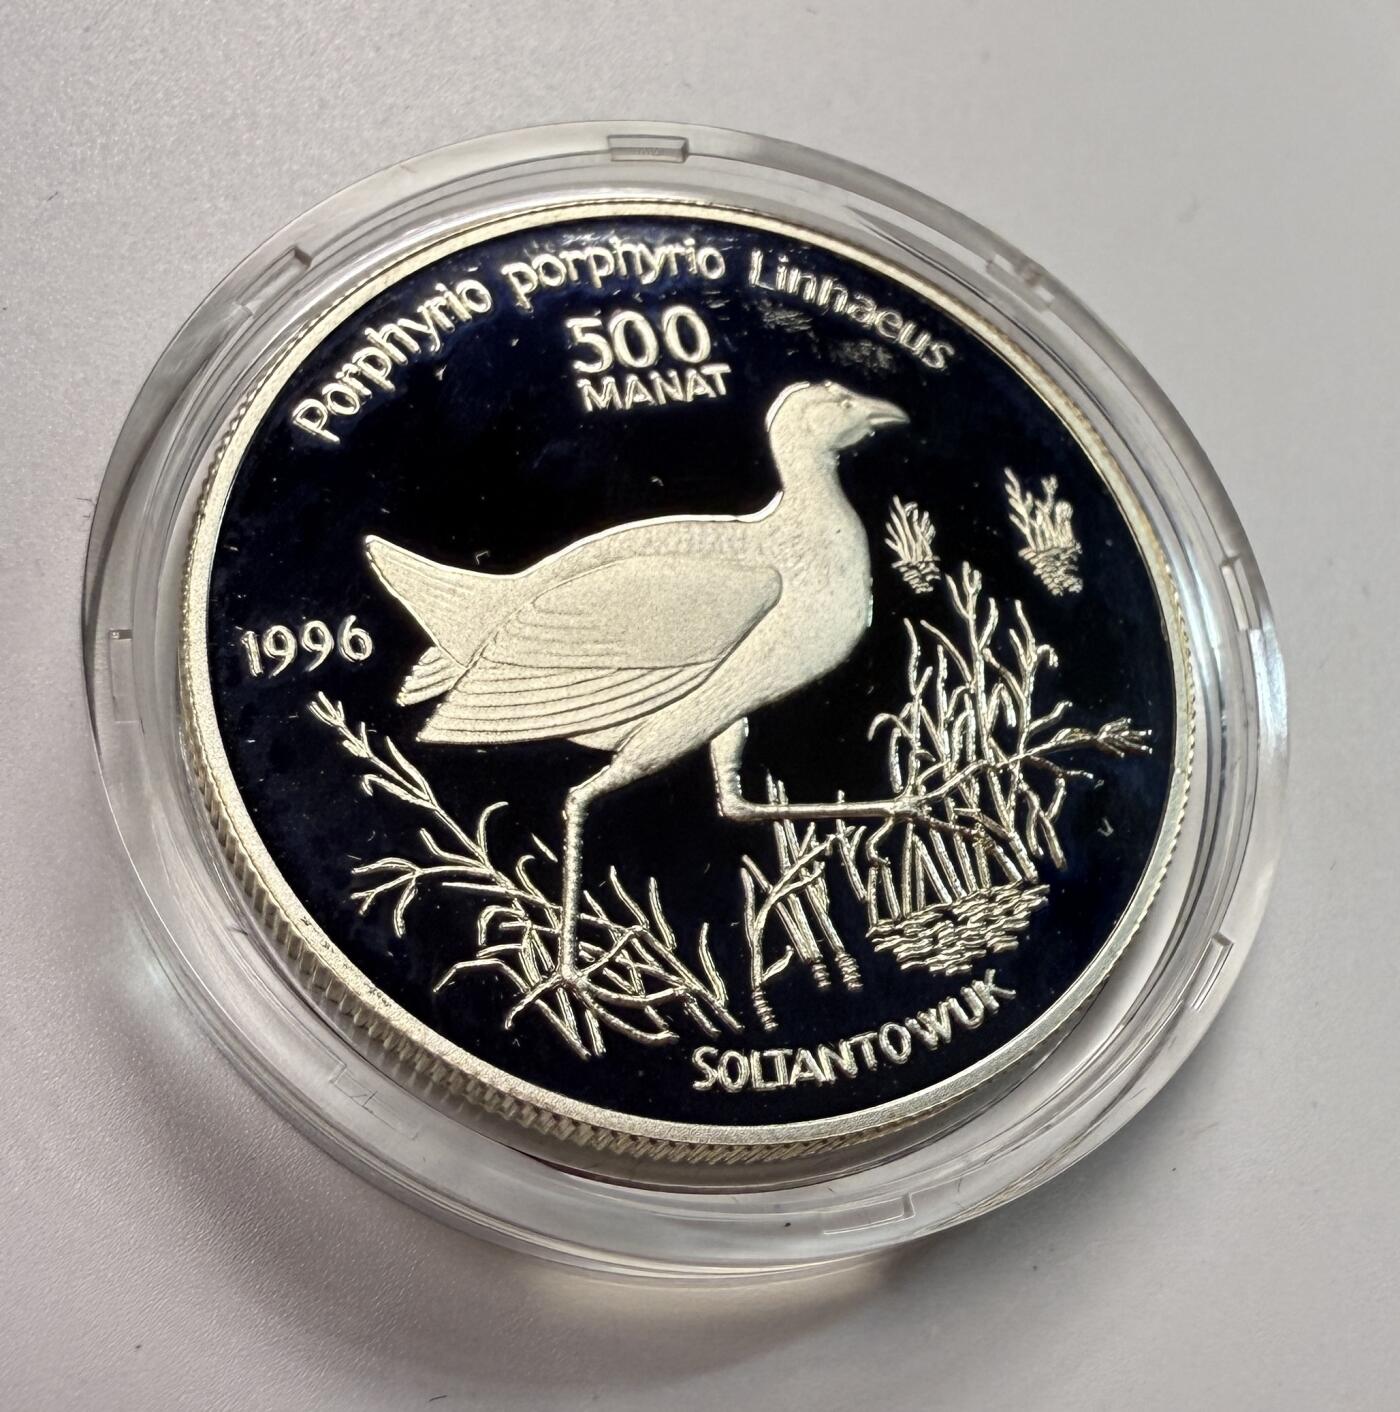 Porphyrio porphyrio Linnaeus
500
MANAT
1996
SOLTANTOWUK